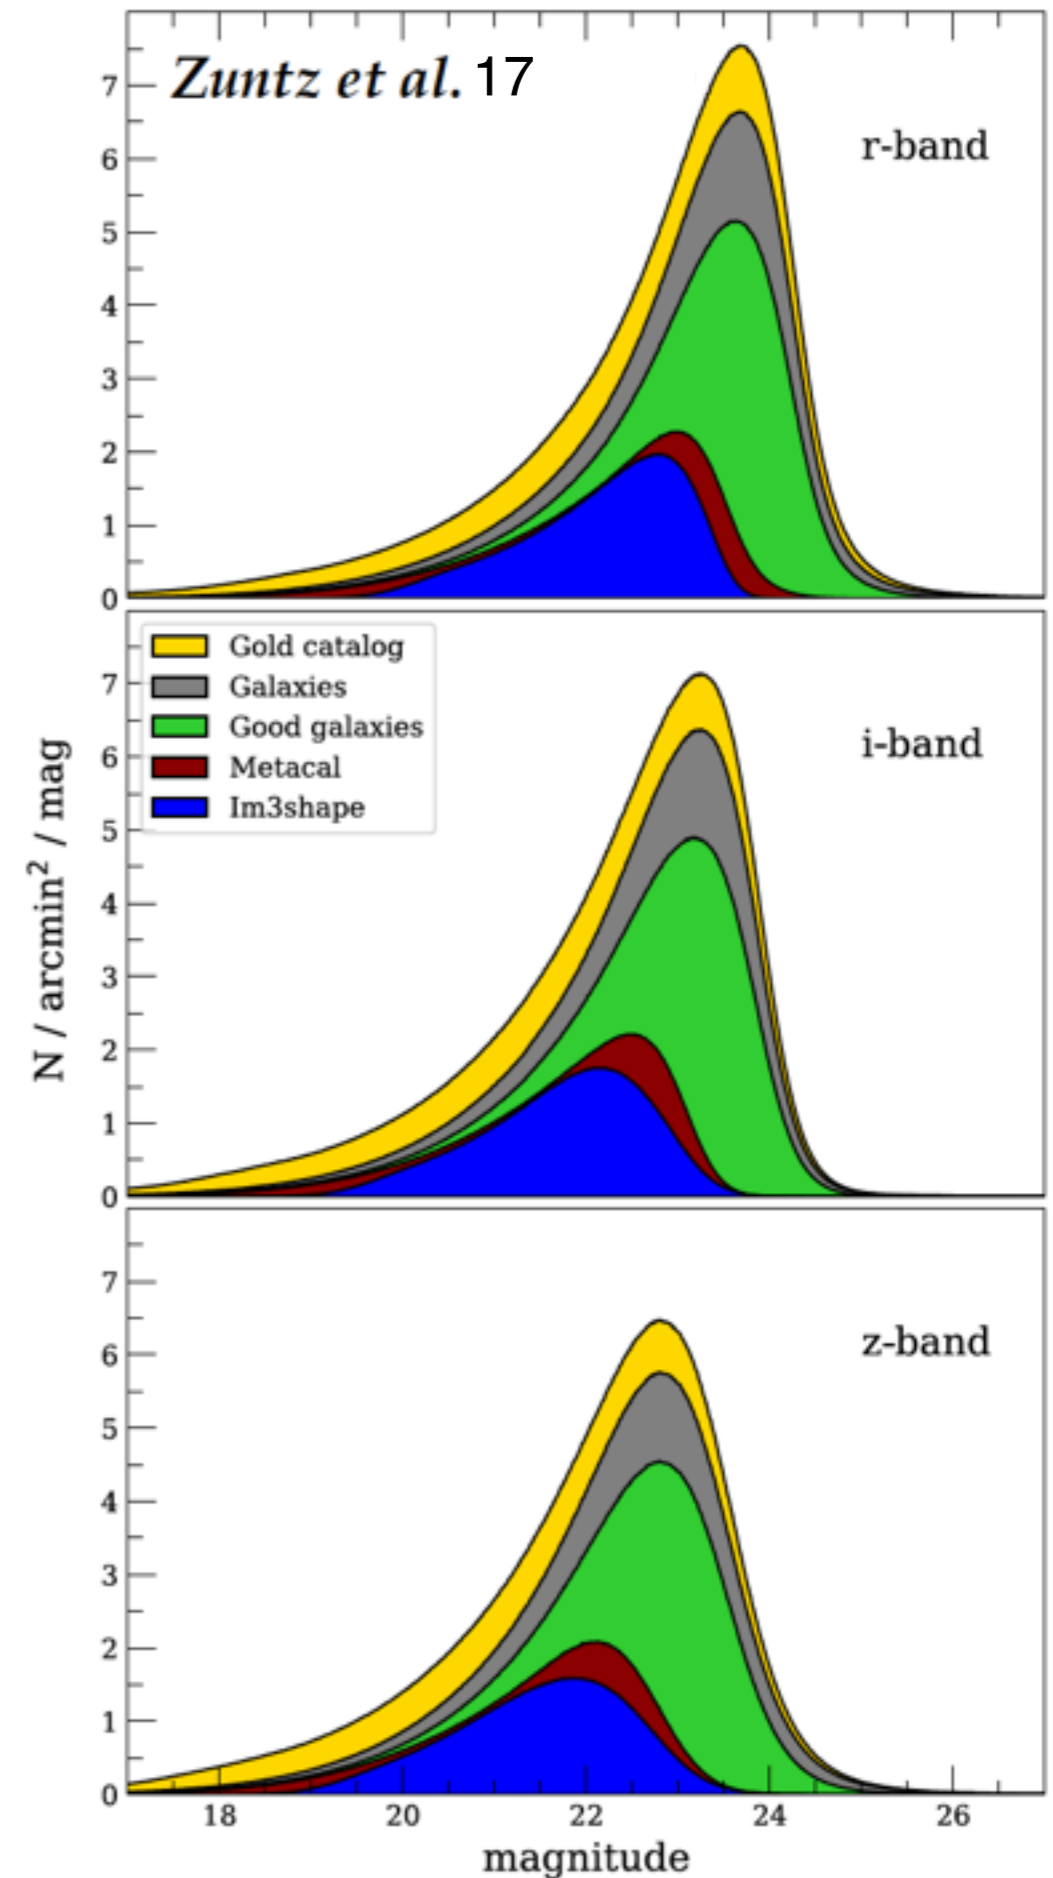 Zuntz et al. 17
r-band
7
6
5
4
3
2
1
0
Gold catalog
Galaxies
Good galaxies
Metacal
Im3shape
i-band
7
6
5
4
3
2
1
0
N / arcmin² / mag
z-band
7
6
5
4
3
2
1
0
18 20 22 24 26
magnitude